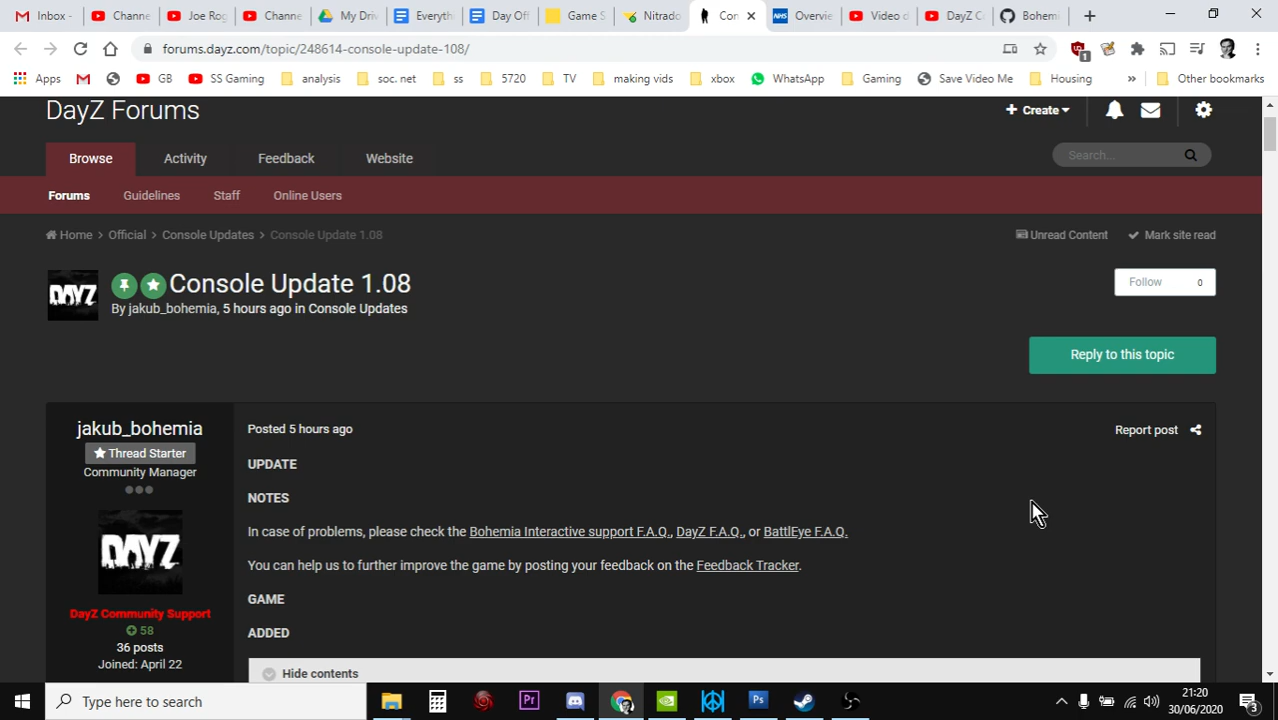 Inbox -
Channe
Joe Rog
Channe
My Driv
Everyth
Day Off
Game S
Nitrado
Con
Overvie
Video d
DayZ C
Bohemi
forums.dayz.com/topic/248614-console-update-108/
1
Apps
GB
SS Gaming
analysis
soc. net
ss
5720
TV
making vids
xbox
WhatsApp
Gaming
Save Video Me
Housing
»
Other bookmarks
DayZ Forums
+ Create
Browse
Activity
Feedback
Website
Search...
Forums
Guidelines
Staff
Online Users
Home > Official > Console Updates > Console Update 1.08
Unread Content
Mark site read
DAYZ
Console Update 1.08
By jakub_bohemia, 5 hours ago in Console Updates
Follow 0
Reply to this topic
jakub_bohemia
Thread Starter
Community Manager
DAYZ
DayZ Community Support
58
36 posts
Joined: April 22
Posted 5 hours ago
Report post
UPDATE
NOTES
In case of problems, please check the Bohemia Interactive support F.A.Q., DayZ F.A.Q., or BattlEye F.A.Q.
You can help us to further improve the game by posting your feedback on the Feedback Tracker.
GAME
ADDED
Hide contents
Type here to search
Pr
Ps
21:20
30/06/2020
3